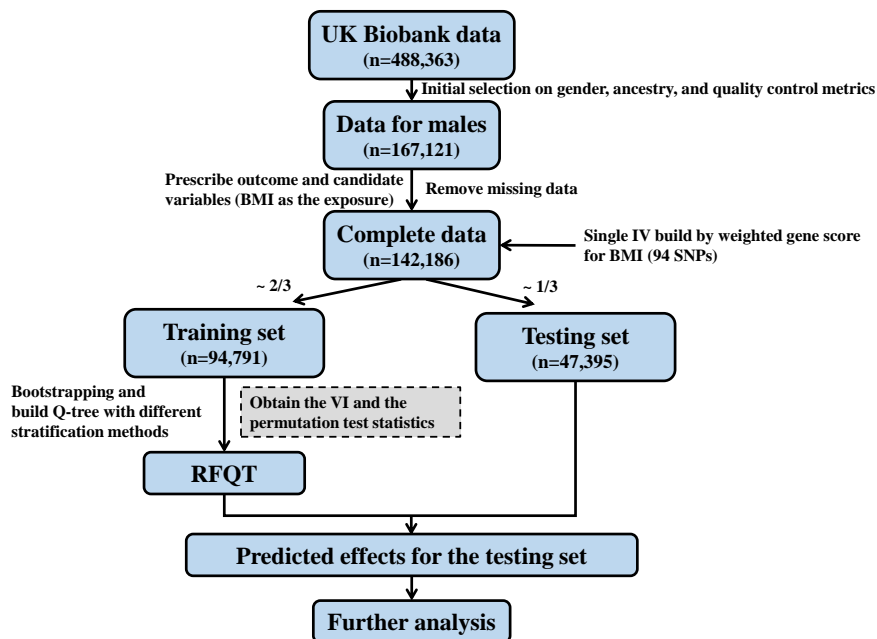 UK Biobank data
(n=488,363)
Initial selection on gender, ancestry, and quality control metrics
Data for males
(n=167,121)
Prescribe outcome and candidate
variables (BMI as the exposure)
Remove missing data
Complete data
(n=142,186)
Single IV build by weighted gene score
for BMI (94 SNPs)
~ 2/3
~ 1/3
Training set
(n=94,791)
Testing set
(n=47,395)
Bootstrapping and
build Q-tree with different
stratification methods
Obtain the VI and the
permutation test statistics
RFQT
Predicted effects for the testing set
Further analysis